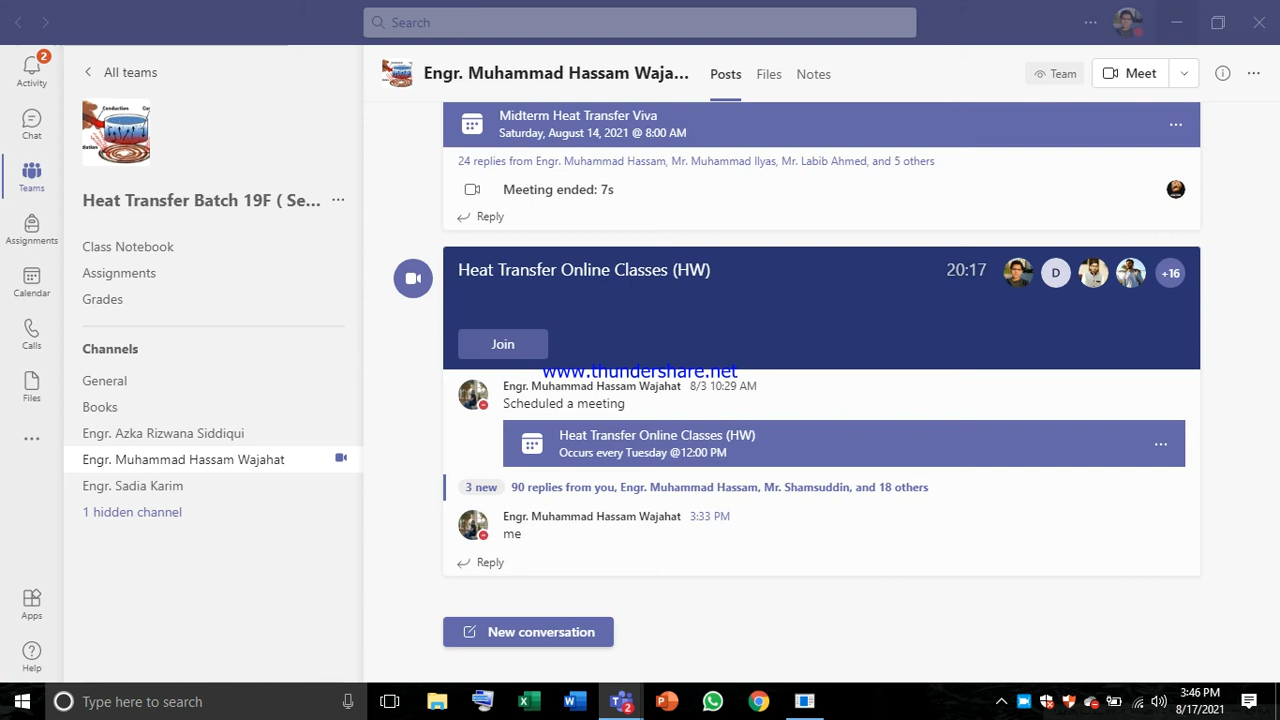 Search
Activity
2
Chat
Teams
Assignments
Calendar
Calls
Files
Apps
Help
All teams
Heat Transfer Batch 19F ( Se...
Class Notebook
Assignments
Grades
Channels
General
Books
Engr. Azka Rizwana Siddiqui
Engr. Muhammad Hassam Wajahat
Engr. Sadia Karim
1 hidden channel
Engr. Muhammad Hassam Waja... Posts Files Notes Team Meet
Midterm Heat Transfer Viva
Saturday, August 14, 2021 @ 8:00 AM
24 replies from Engr. Muhammad Hassam, Mr. Muhammad Ilyas, Mr. Labib Ahmed, and 5 others
Meeting ended: 7s
Reply
Heat Transfer Online Classes (HW) 20:17 D +16
Join
www.thundershare.net
Engr. Muhammad Hassam Wajahat 8/3 10:29 AM
Scheduled a meeting
Heat Transfer Online Classes (HW)
Occurs every Tuesday @12:00 PM
3 new 90 replies from you, Engr. Muhammad Hassam, Mr. Shamsuddin, and 18 others
Engr. Muhammad Hassam Wajahat 3:33 PM
me
Reply
New conversation
Type here to search
2
3:46 PM
8/17/2021